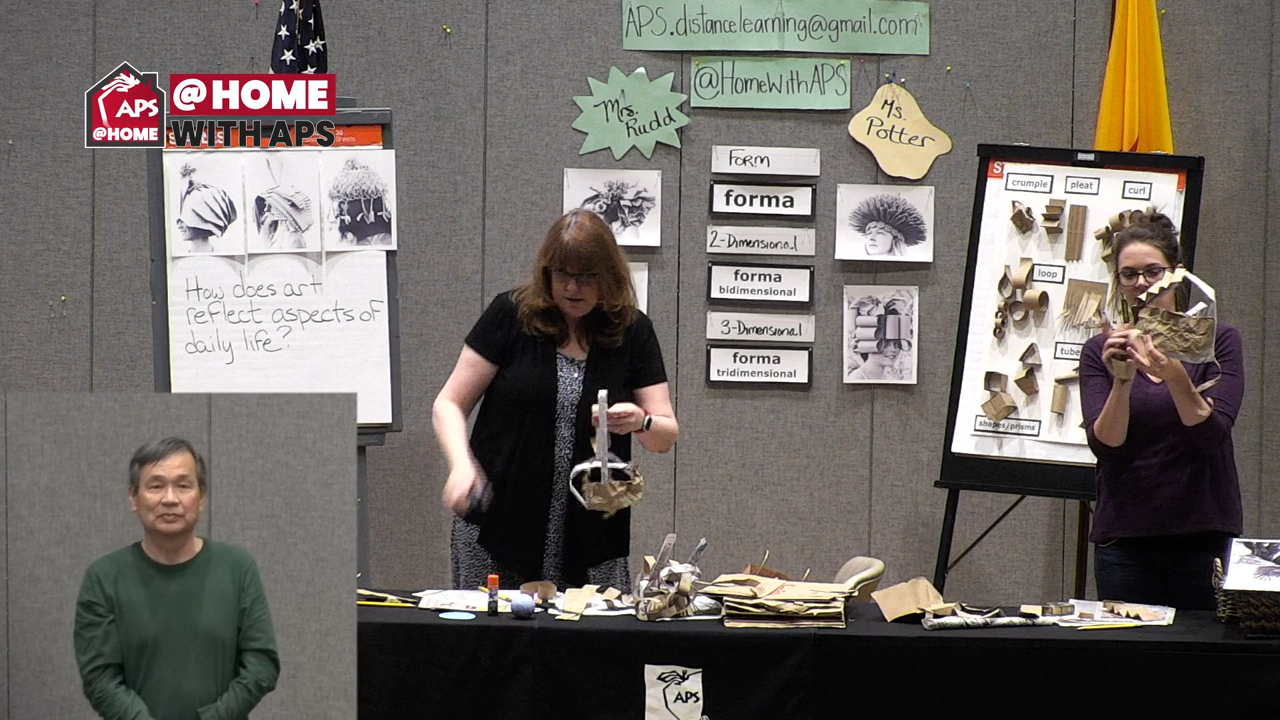 APS.distancelearning@gmail.com
@HomeWithAPS
Mrs.
Rudd
Ms.
Potter
APS
@HOME
@HOME
WITH APS
How does art
reflect aspects of
daily life?
FORM
forma
2-Dimensional
forma
bidimensional
3-Dimensional
forma
tridimensional
crumple
pleat
curl
loop
tube
shapes/prisms
APS